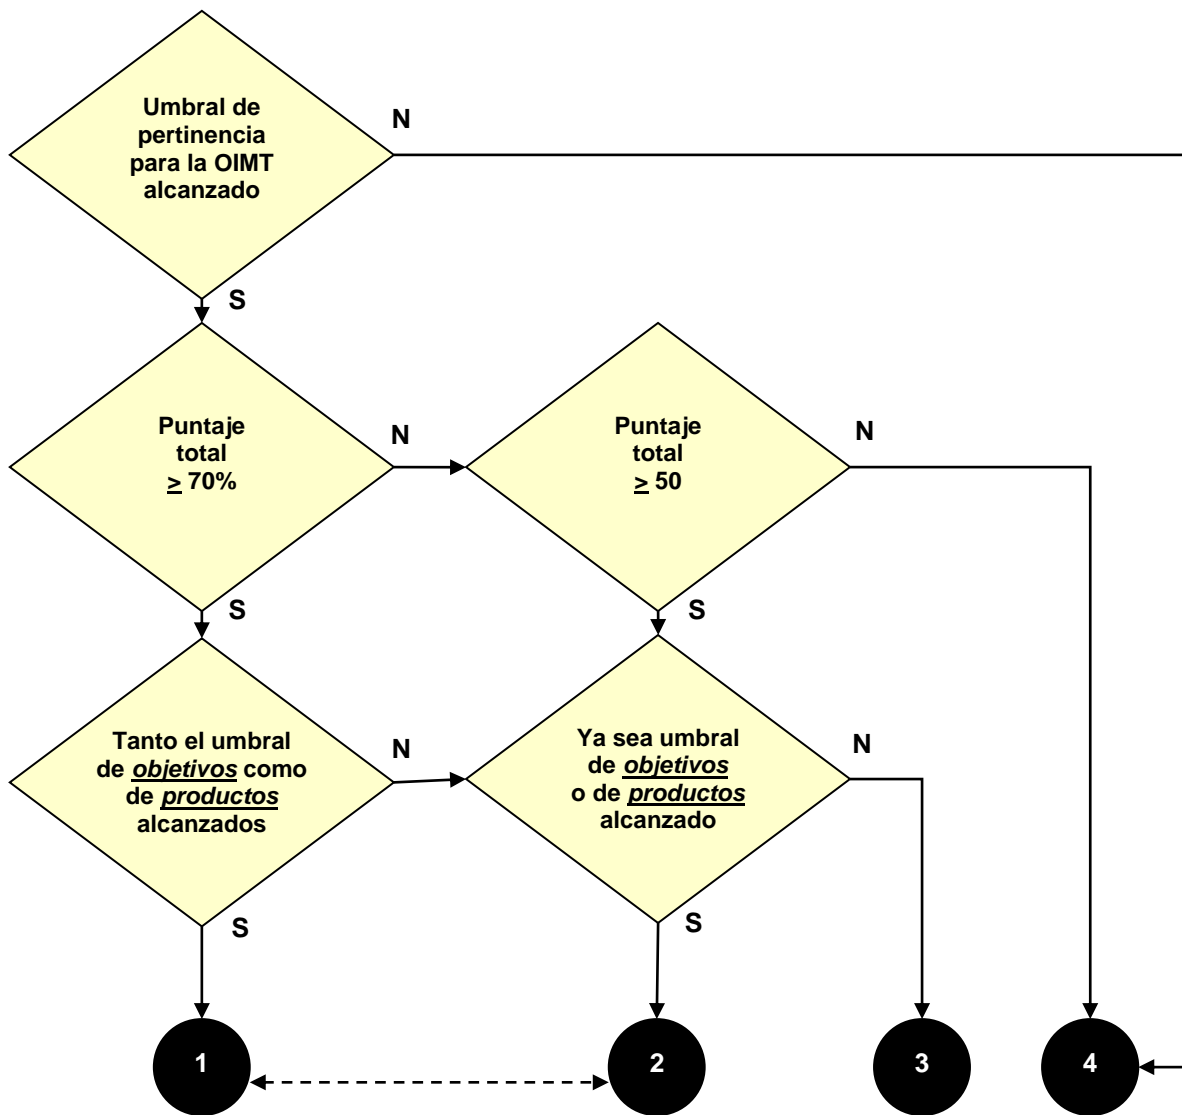 Umbral de
pertinencia
para la OIMT
alcanzado
N
S
Puntaje
total
≥ 70%
N
Puntaje
total
≥ 50
N
S
S
Tanto el umbral
de objetivos como
de productos
alcanzados
N
Ya sea umbral
de objetivos
o de productos
alcanzado
N
S
S
1
2
3
4